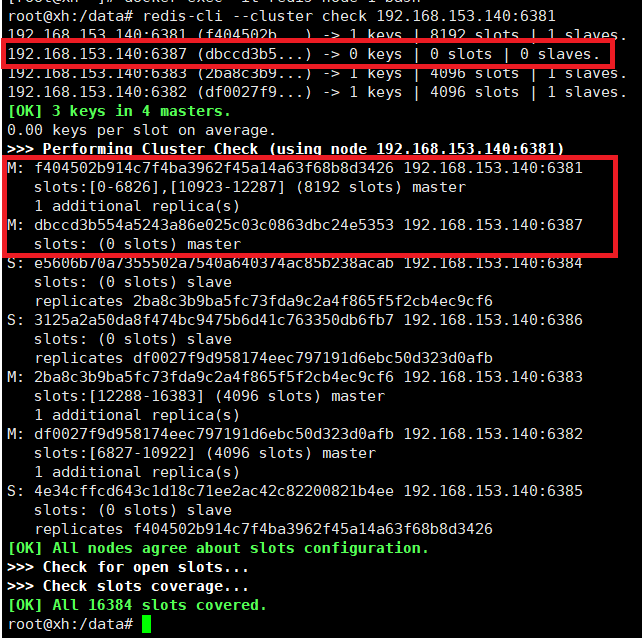 root@xh:/data# redis-cli --cluster check 192.168.153.140:6381
192.168.153.140:6381 (f404502b...) -> 1 keys | 8192 slots | 1 slaves.
192.168.153.140:6387 (dbccd3b5...) -> 0 keys | 0 slots | 0 slaves.
192.168.153.140:6383 (2ba8c3b9...) -> 1 keys | 4096 slots | 1 slaves.
192.168.153.140:6382 (df0027f9...) -> 1 keys | 4096 slots | 1 slaves.
[OK] 3 keys in 4 masters.
0.00 keys per slot on average.
>>> Performing Cluster Check (using node 192.168.153.140:6381)
M: f404502b914c7f4ba3962f45a14a63f68b8d3426 192.168.153.140:6381
slots:[0-6826],[10923-12287] (8192 slots) master
1 additional replica(s)
M: dbccd3b554a5243a86e025c03c0863dbc24e5353 192.168.153.140:6387
slots: (0 slots) master
S: e5606b70a7355502a7540a640374ac85b238acab 192.168.153.140:6384
slots: (0 slots) slave
replicates 2ba8c3b9ba5fc73fda9c2a4f865f5f2cb4ec9cf6
S: 3125a2a50da8f474bc9475b6d41c763350db6fb7 192.168.153.140:6386
slots: (0 slots) slave
replicates df0027f9d958174eec797191d6ebc50d323d0afb
M: 2ba8c3b9ba5fc73fda9c2a4f865f5f2cb4ec9cf6 192.168.153.140:6383
slots:[12288-16383] (4096 slots) master
1 additional replica(s)
M: df0027f9d958174eec797191d6ebc50d323d0afb 192.168.153.140:6382
slots:[6827-10922] (4096 slots) master
1 additional replica(s)
S: 4e34cffcd643c1d18c71ee2ac42c82200821b4ee 192.168.153.140:6385
slots: (0 slots) slave
replicates f404502b914c7f4ba3962f45a14a63f68b8d3426
[OK] All nodes agree about slots configuration.
>>> Check for open slots...
>>> Check slots coverage...
[OK] All 16384 slots covered.
root@xh:/data#